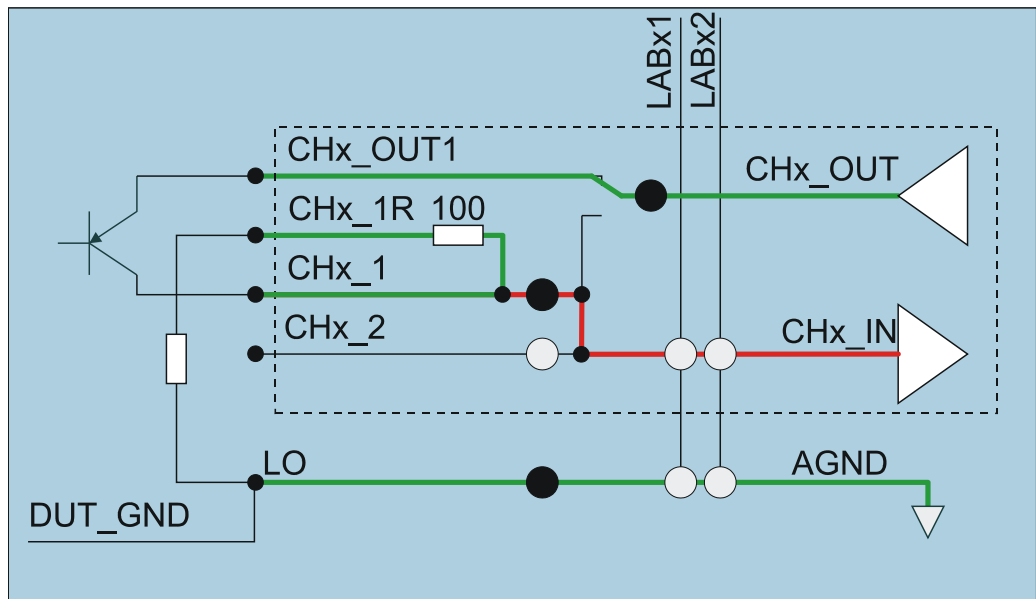 LABx1
LABx2
CHx_OUT1
CHx_OUT
CHx_1R 100
CHx_1
CHx_2
CHx_IN
LO
AGND
DUT_GND